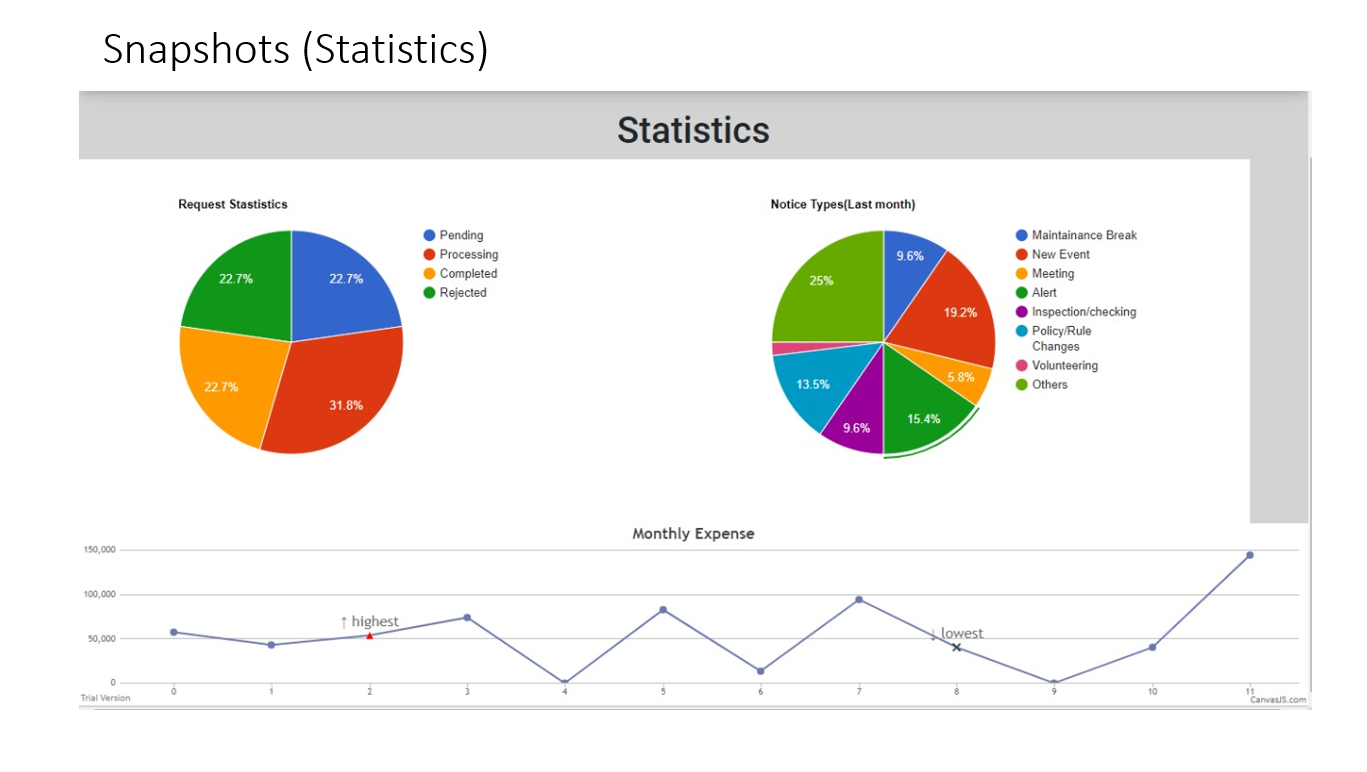 Snapshots (Statistics)
Statistics
Request Stastistics
Pending
Processing
Completed
Rejected
22.7%
22.7%
22.7%
31.8%
Notice Types(Last month)
Maintainance Break
New Event
Meeting
Alert
Inspection/checking
Policy/Rule
Changes
Volunteering
Others
9.6%
25%
19.2%
5.8%
13.5%
15.4%
9.6%
Monthly Expense
150,000
100,000
50,000
0
↑ highest
↓ lowest
0 1 2 3 4 5 6 7 8 9 10 11
Trial Version
CanvasJS.com